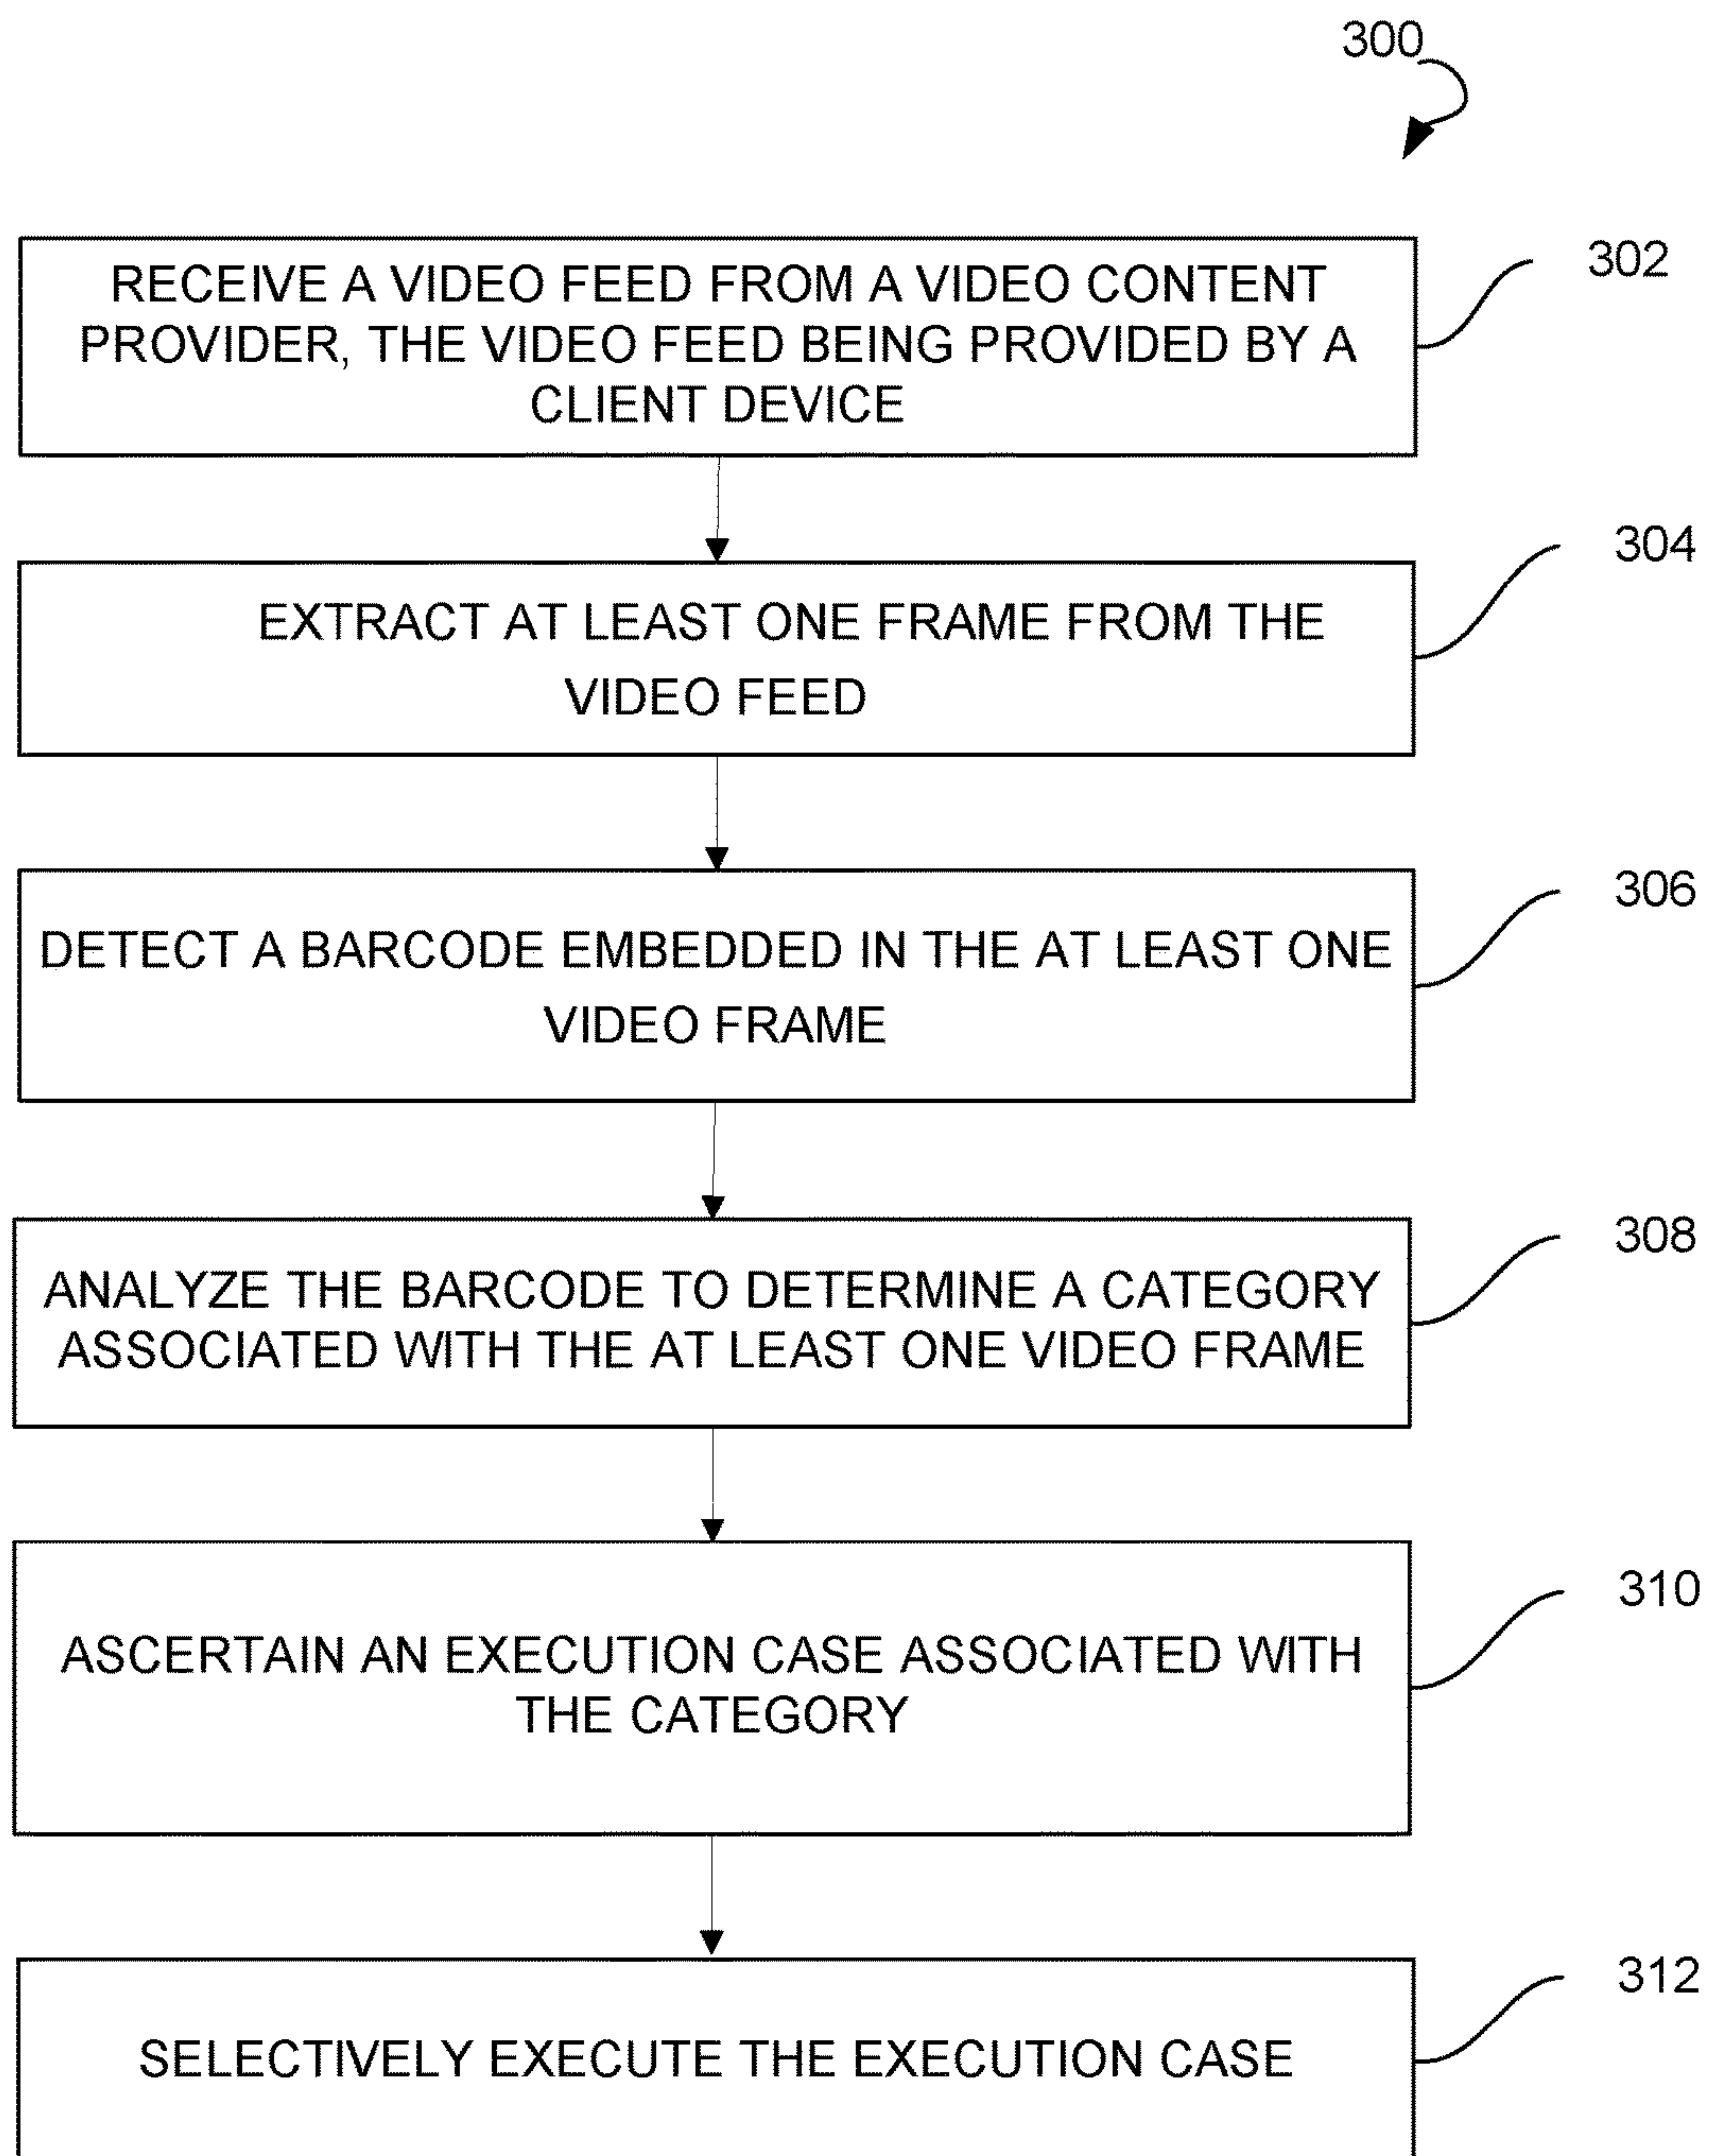 300
RECEIVE A VIDEO FEED FROM A VIDEO CONTENT
PROVIDER, THE VIDEO FEED BEING PROVIDED BY A
CLIENT DEVICE
302
EXTRACT AT LEAST ONE FRAME FROM THE
VIDEO FEED
304
DETECT A BARCODE EMBEDDED IN THE AT LEAST ONE
VIDEO FRAME
306
ANALYZE THE BARCODE TO DETERMINE A CATEGORY
ASSOCIATED WITH THE AT LEAST ONE VIDEO FRAME
308
ASCERTAIN AN EXECUTION CASE ASSOCIATED WITH
THE CATEGORY
310
SELECTIVELY EXECUTE THE EXECUTION CASE
312